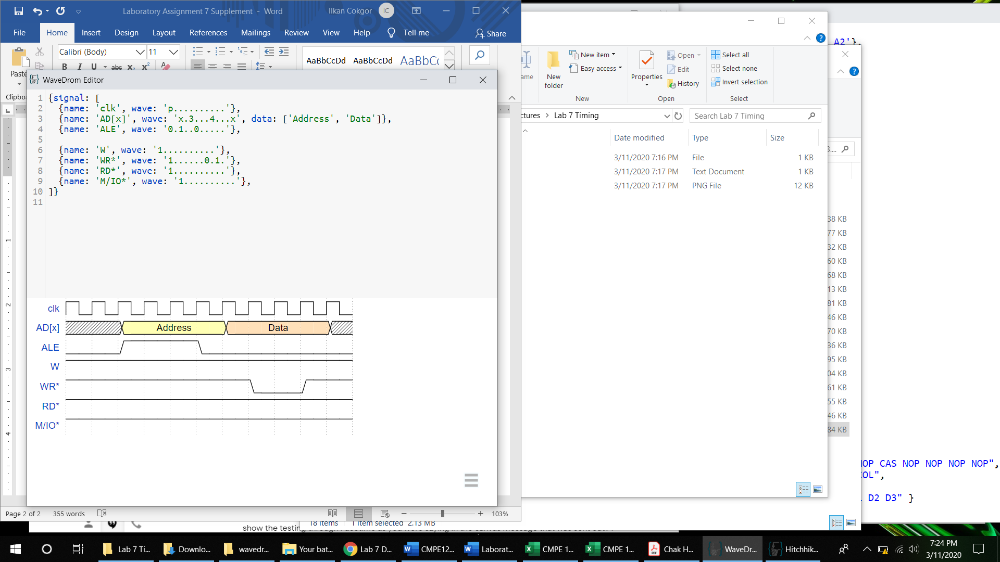 Laboratory Assignment 7 Supplement - Word
Ilkan Cokgor
IC
File Home Insert Design Layout References Mailings Review View Help Tell me Share
Calibri (Body) 11
Paste
B I U abc X2 X2
AaBbCcDd AaBbCcDd
WaveDrom Editor
1 {signal: [
2 {name: 'clk', wave: 'p..........'},
3 {name: 'AD[x]', wave: 'x.3...4...x', data: ['Address', 'Data']},
4 {name: 'ALE', wave: '0.1..0.....'},
5
6 {name: 'W', wave: '1..........'},
7 {name: 'WR*', wave: '1......0.1.'},
8 {name: 'RD*', wave: '1..........'},
9 {name: 'M/IO*', wave: '1..........'},
10 ]}
11
clk
AD[x] Address Data
ALE
W
WR*
RD*
M/IO*
Page 2 of 2 355 words 103%
New folder
New item
Easy access
New
Properties
Open
Edit
History
Open
Select all
Select none
Invert selection
Select
Lab 7 Timing
Search Lab 7 Timing
Date modified Type Size
3/11/2020 7:16 PM File 1 KB
3/11/2020 7:17 PM Text Document 1 KB
3/11/2020 7:17 PM PNG File 12 KB
A2'},
38 KB
77 KB
32 KB
60 KB
68 KB
13 KB
81 KB
46 KB
70 KB
36 KB
95 KB
04 KB
61 KB
55 KB
46 KB
84 KB
NOP CAS NOP NOP NOP NOP",
COL",
D2 D3" }
18 items 1 item selected 2.13 MB
Lab 7 Ti... Downlo... wavedr... Your bat... Lab 7 D... CMPE12... Laborat... CMPE 1... CMPE 1... Chak H... WaveDr... Hitchhik...
7:24 PM
3/11/2020